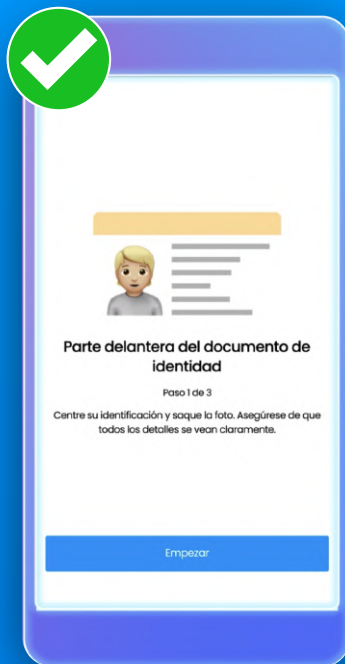 Parte delantera del documento de
identidad
Paso 1 de 3
Centre su identificación y saque la foto. Asegúrese de que
todos los detalles se vean claramente.
Empezar